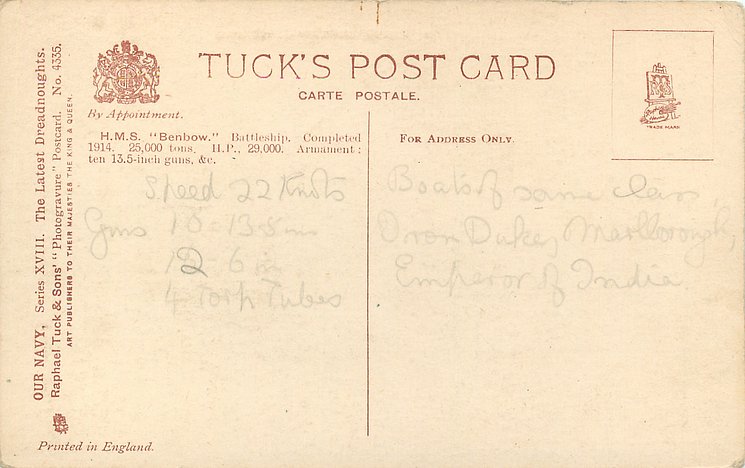 OUR NAVY, Series XVIII. The Latest Dreadnoughts.
Raphael Tuck & Sons' "Photogravure" Postcard. No. 4335.
ART PUBLISHERS TO THEIR MAJESTIES THE KING & QUEEN.
TUCK'S POST CARD
CARTE POSTALE.
By Appointment.
H.M.S. "Benbow." Battleship. Completed
1914. 25,000 tons. H.P., 29,000. Armament:
ten 13.5-inch guns, &c.
Speed 22 Knots
Guns 10 - 13.5 in
12 - 6 in
4 torp Tubes
TRADE MARK
FOR ADDRESS ONLY.
Boats of same class
Iron Duke, Marlborough,
Emperor of India.
Printed in England.